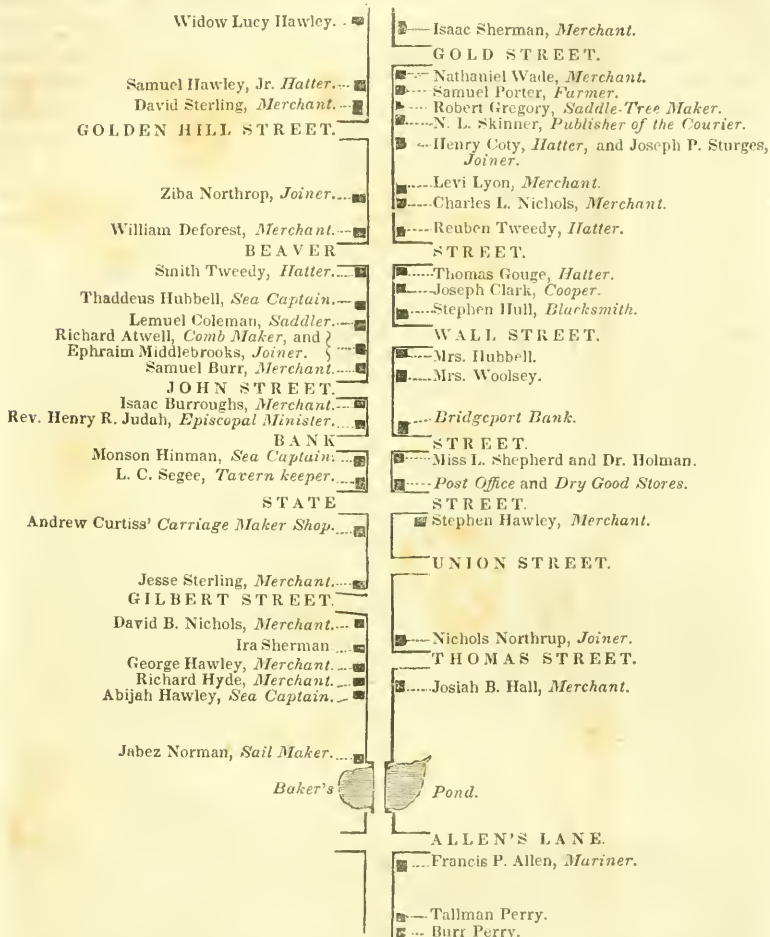 Widow Lucy Hawley.
Isaac Sherman, Merchant.
GOLD STREET.
Samuel Hawley, Jr. Hatter.
David Sterling, Merchant.
GOLDEN HILL STREET.
Nathaniel Wade, Merchant.
Samuel Porter, Farmer.
Robert Gregory, Saddle-Tree Maker.
N. L. Skinner, Publisher of the Courier.
Henry Coty, Hatter, and Joseph P. Sturges,
Joiner.
Ziba Northrop, Joiner.
William Deforest, Merchant.
Levi Lyon, Merchant.
Charles L. Nichols, Merchant.
Reuben Tweedy, Hatter.
BEAVER STREET.
Smith Tweedy, Hatter.
Thaddeus Hubbell, Sea Captain.
Lemuel Coleman, Saddler.
Richard Atwell, Comb Maker, and
Ephraim Middlebrooks, Joiner.
Samuel Burr, Merchant.
JOHN STREET.
Thomas Gouge, Hatter.
Joseph Clark, Cooper.
Stephen Hull, Blacksmith.
WALL STREET.
Mrs. Hubbell.
Mrs. Woolsey.
Isaac Burroughs, Merchant.
Rev. Henry R. Judah, Episcopal Minister.
Bridgeport Bank.
BANK STREET.
Monson Hinman, Sea Captain.
L. C. Segee, Tavern keeper.
Miss L. Shepherd and Dr. Holman.
Post Office and Dry Good Stores.
STATE STREET.
Andrew Curtiss' Carriage Maker Shop.
Jesse Sterling, Merchant.
GILBERT STREET.
Stephen Hawley, Merchant.
UNION STREET.
David B. Nichols, Merchant.
Ira Sherman
George Hawley, Merchant.
Richard Hyde, Merchant.
Abijah Hawley, Sea Captain.
Nichols Northrup, Joiner.
THOMAS STREET.
Josiah B. Hall, Merchant.
Jabez Norman, Sail Maker.
Baker's Pond.
ALLEN'S LANE.
Francis P. Allen, Mariner.
Tallman Perry.
Burr Perry.